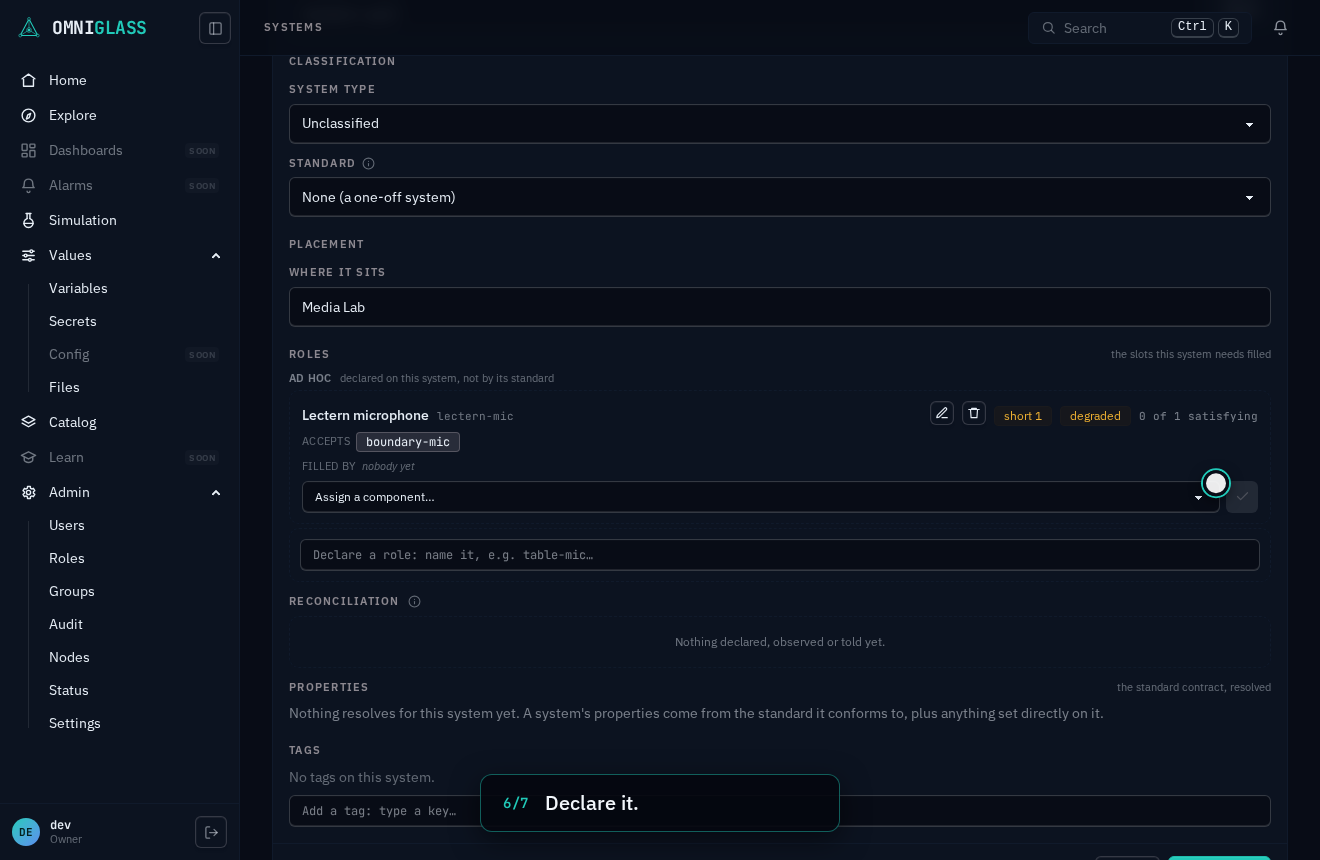 OMNIGLASS
SYSTEMS
Search
Ctrl K
Home
Explore
Dashboards SOON
Alarms SOON
Simulation
Values
Variables
Secrets
Config SOON
Files
Catalog
Learn SOON
Admin
Users
Roles
Groups
Audit
Nodes
Status
Settings
DE
dev
Owner
CLASSIFICATION
SYSTEM TYPE
Unclassified
STANDARD
None (a one-off system)
PLACEMENT
WHERE IT SITS
Media Lab
ROLES the slots this system needs filled
AD HOC declared on this system, not by its standard
Lectern microphone lectern-mic short 1 degraded 0 of 1 satisfying
ACCEPTS boundary-mic
FILLED BY nobody yet
Assign a component…
Declare a role: name it, e.g. table-mic…
RECONCILIATION
Nothing declared, observed or told yet.
PROPERTIES the standard contract, resolved
Nothing resolves for this system yet. A system's properties come from the standard it conforms to, plus anything set directly on it.
TAGS
No tags on this system.
Add a tag: type a key…
6/7 Declare it.